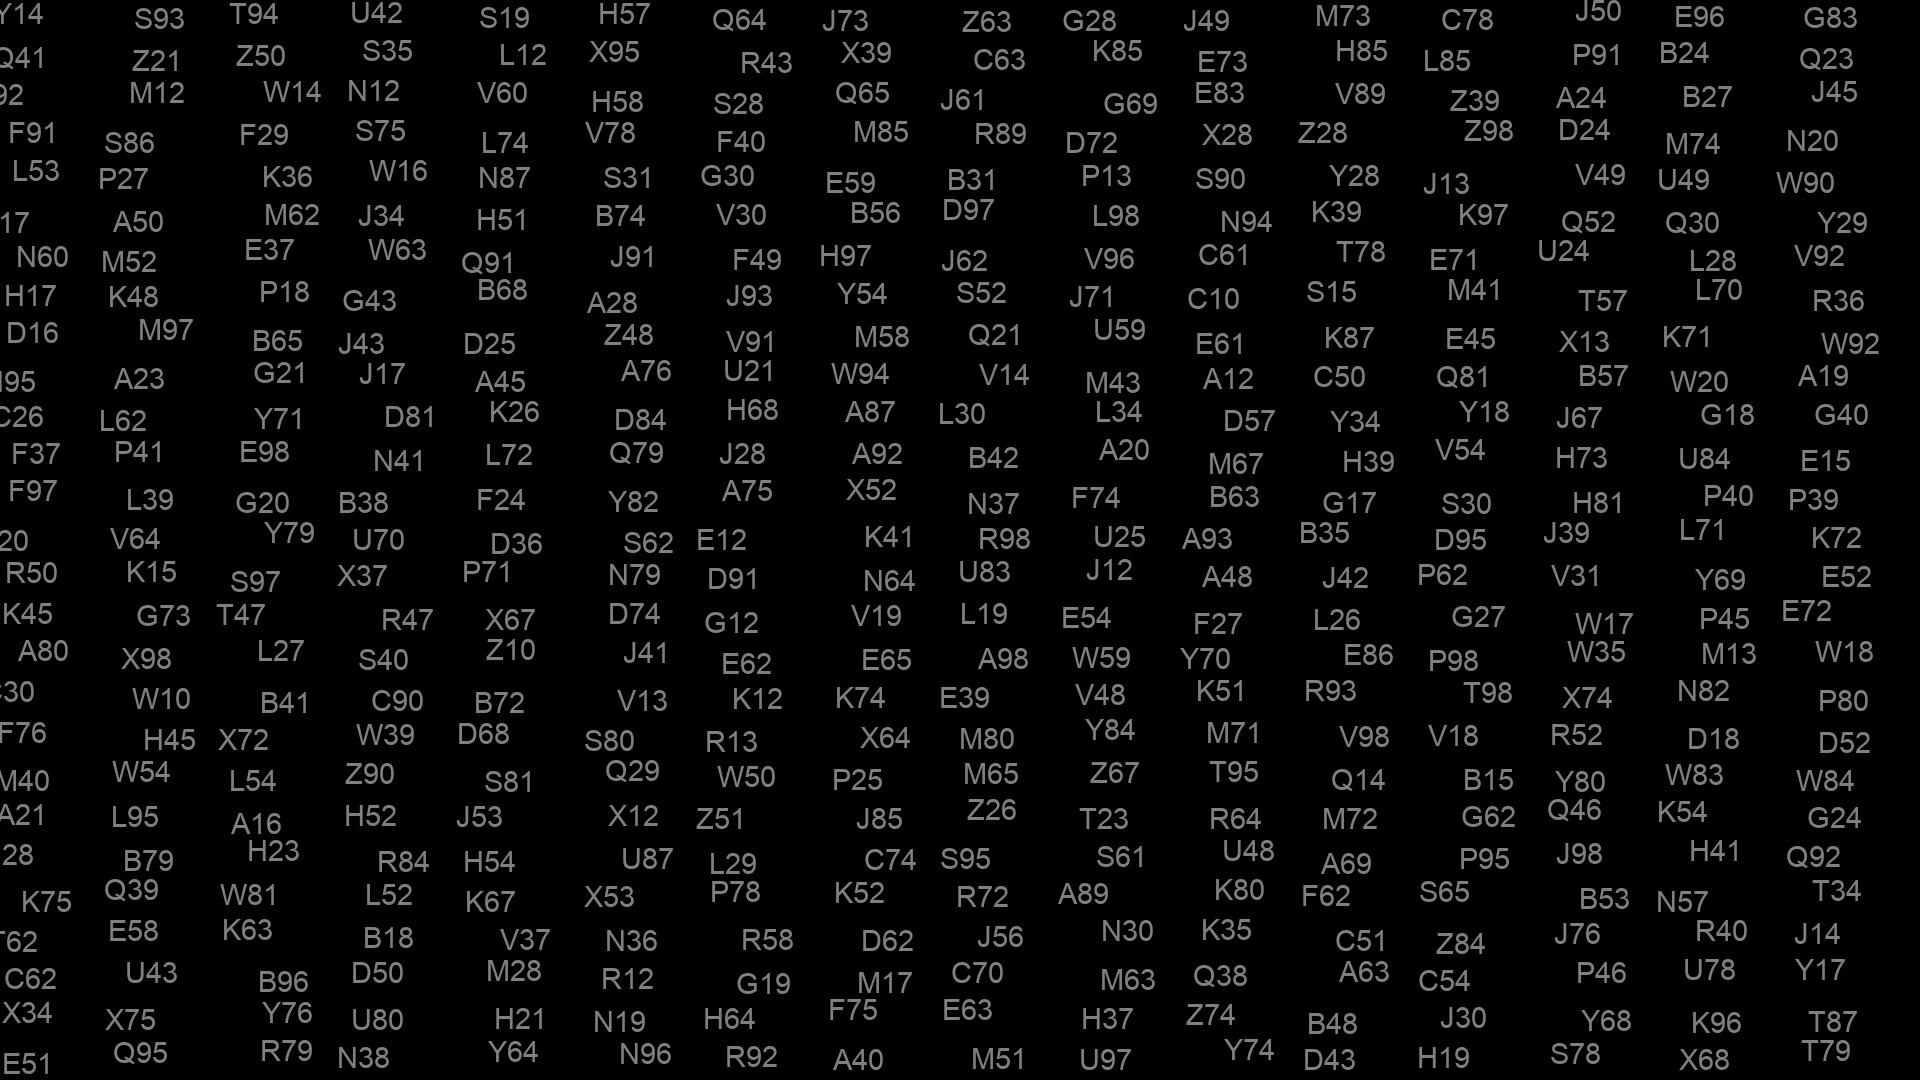 Y14 S93 T94 U42 S19 H57 Q64 J73 Z63 G28 J49 M73 C78 J50 E96 G83
Q41 Z21 Z50 S35 L12 X95 R43 X39 C63 K85 E73 H85 L85 P91 B24 Q23
92 M12 W14 N12 V60 H58 S28 Q65 J61 G69 E83 V89 Z39 A24 B27 J45
F91 S86 F29 S75 L74 V78 F40 M85 R89 D72 X28 Z28 Z98 D24 M74 N20
L53 P27 K36 W16 N87 S31 G30 E59 B31 P13 S90 Y28 J13 V49 U49 W90
17 A50 M62 J34 H51 B74 V30 B56 D97 L98 N94 K39 K97 Q52 Q30 Y29
N60 M52 E37 W63 Q91 J91 F49 H97 J62 V96 C61 T78 E71 U24 L28 V92
H17 K48 P18 G43 B68 A28 J93 Y54 S52 J71 C10 S15 M41 T57 L70 R36
D16 M97 B65 J43 D25 Z48 V91 M58 Q21 U59 E61 K87 E45 X13 K71 W92
95 A23 G21 J17 A45 A76 U21 W94 V14 M43 A12 C50 Q81 B57 W20 A19
C26 L62 Y71 D81 K26 D84 H68 A87 L30 L34 D57 Y34 Y18 J67 G18 G40
F37 P41 E98 N41 L72 Q79 J28 A92 B42 A20 M67 H39 V54 H73 U84 E15
F97 L39 G20 B38 F24 Y82 A75 X52 N37 F74 B63 G17 S30 H81 P40 P39
20 V64 Y79 U70 D36 S62 E12 K41 R98 U25 A93 B35 D95 J39 L71 K72
R50 K15 S97 X37 P71 N79 D91 N64 U83 J12 A48 J42 P62 V31 Y69 E52
K45 G73 T47 R47 X67 D74 G12 V19 L19 E54 F27 L26 G27 W17 P45 E72
A80 X98 L27 S40 Z10 J41 E62 E65 A98 W59 Y70 E86 P98 W35 M13 W18
30 W10 B41 C90 B72 V13 K12 K74 E39 V48 K51 R93 T98 X74 N82 P80
F76 H45 X72 W39 D68 S80 R13 X64 M80 Y84 M71 V98 V18 R52 D18 D52
M40 W54 L54 Z90 S81 Q29 W50 P25 M65 Z67 T95 Q14 B15 Y80 W83 W84
A21 L95 A16 H52 J53 X12 Z51 J85 Z26 T23 R64 M72 G62 Q46 K54 G24
28 B79 H23 R84 H54 U87 L29 C74 S95 S61 U48 A69 P95 J98 H41 Q92
K75 Q39 W81 L52 K67 X53 P78 K52 R72 A89 K80 F62 S65 B53 N57 T34
T62 E58 K63 B18 V37 N36 R58 D62 J56 N30 K35 C51 Z84 J76 R40 J14
C62 U43 B96 D50 M28 R12 G19 M17 C70 M63 Q38 A63 C54 P46 U78 Y17
X34 X75 Y76 U80 H21 N19 H64 F75 E63 H37 Z74 B48 J30 Y68 K96 T87
E51 Q95 R79 N38 Y64 N96 R92 A40 M51 U97 Y74 D43 H19 S78 X68 T79